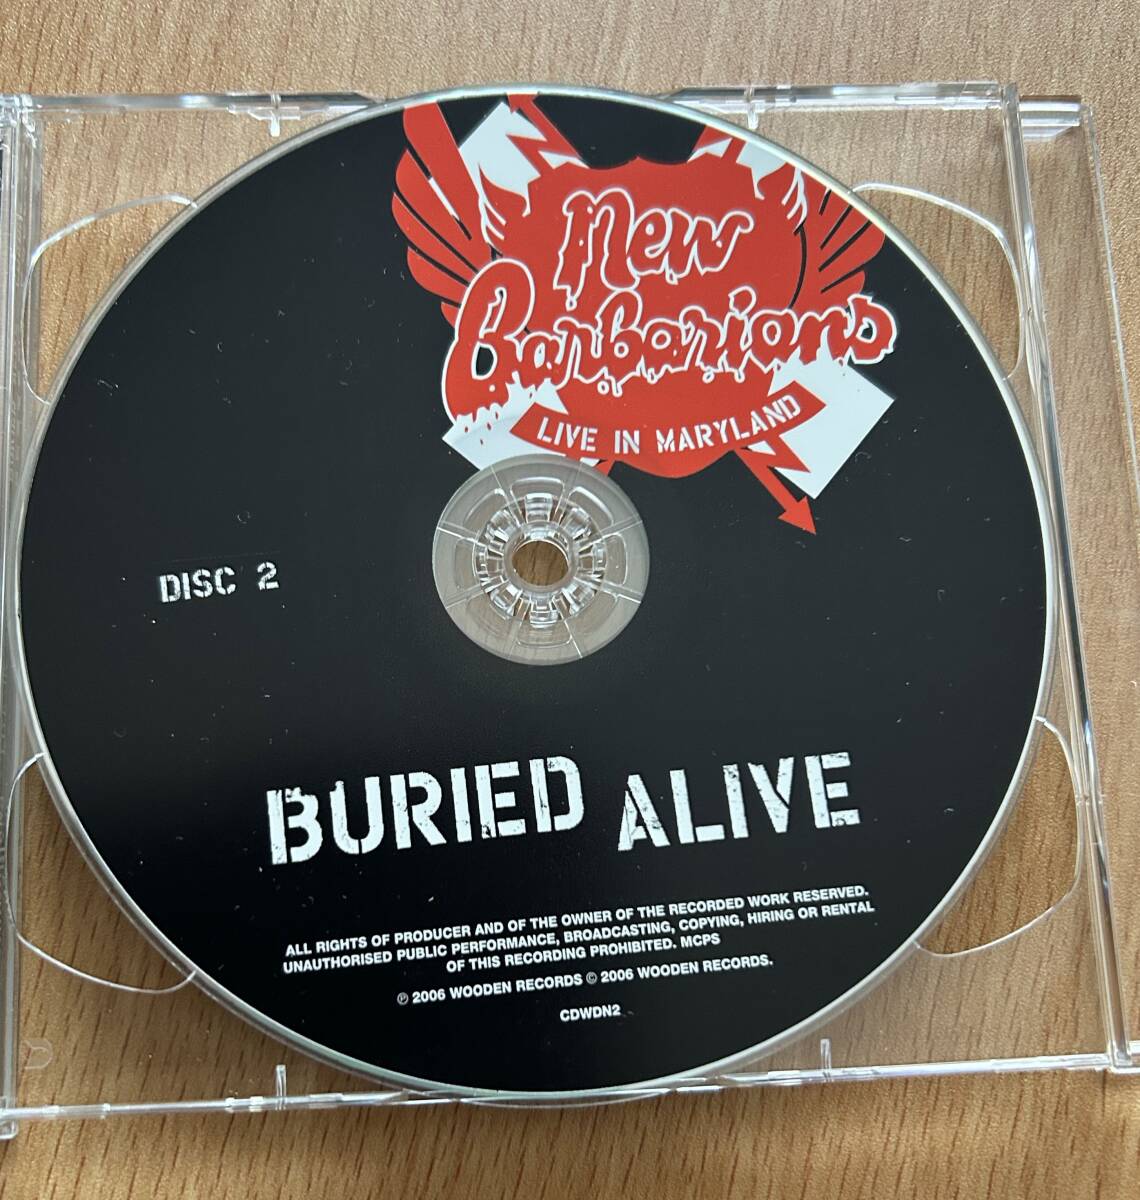 New
Barbarians
LIVE IN MARYLAND
DISC 2
BURIED ALIVE
ALL RIGHTS OF PRODUCER AND OF THE OWNER OF THE RECORDED WORK RESERVED.
UNAUTHORISED PUBLIC PERFORMANCE, BROADCASTING, COPYING, HIRING OR RENTAL
OF THIS RECORDING PROHIBITED. MCPS
℗ 2006 WOODEN RECORDS © 2006 WOODEN RECORDS.
CDWDN2